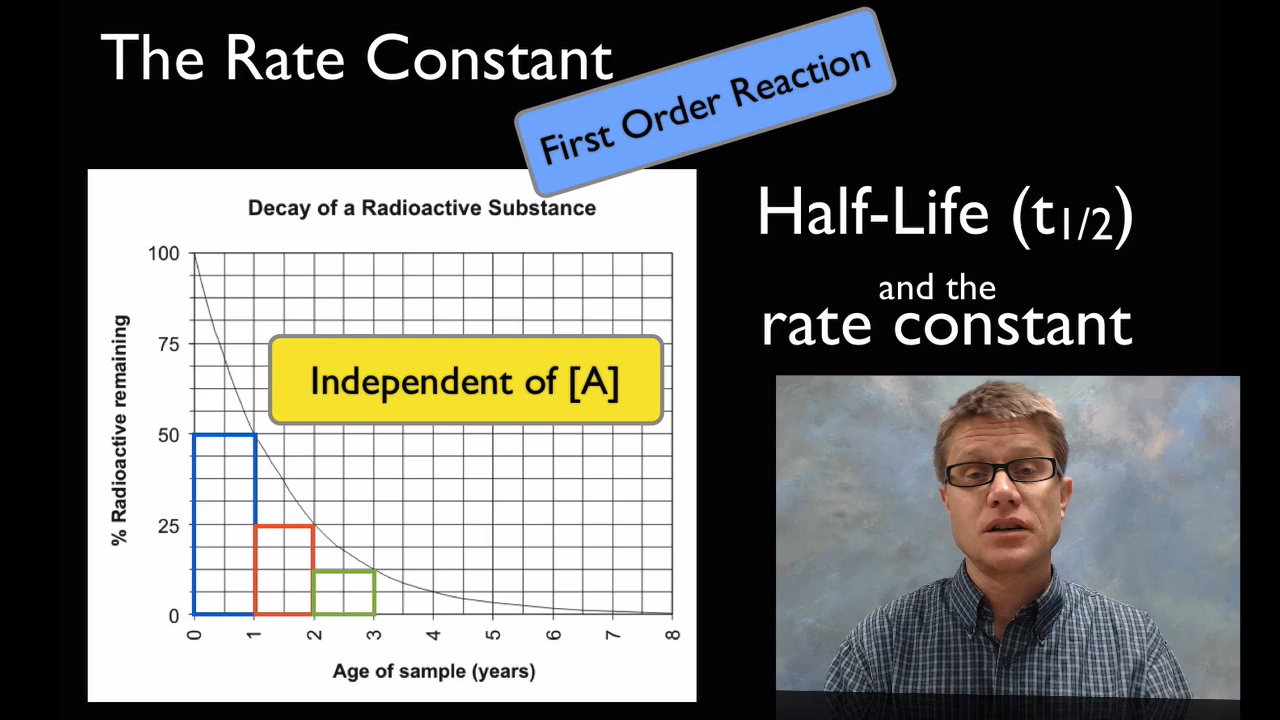 The Rate Constant
First Order Reaction
Half-Life (t1/2)
and the
rate constant
Decay of a Radioactive Substance
% Radioactive remaining
100
75
50
25
0
Independent of [A]
0 1 2 3 4 5 6 7 8
Age of sample (years)